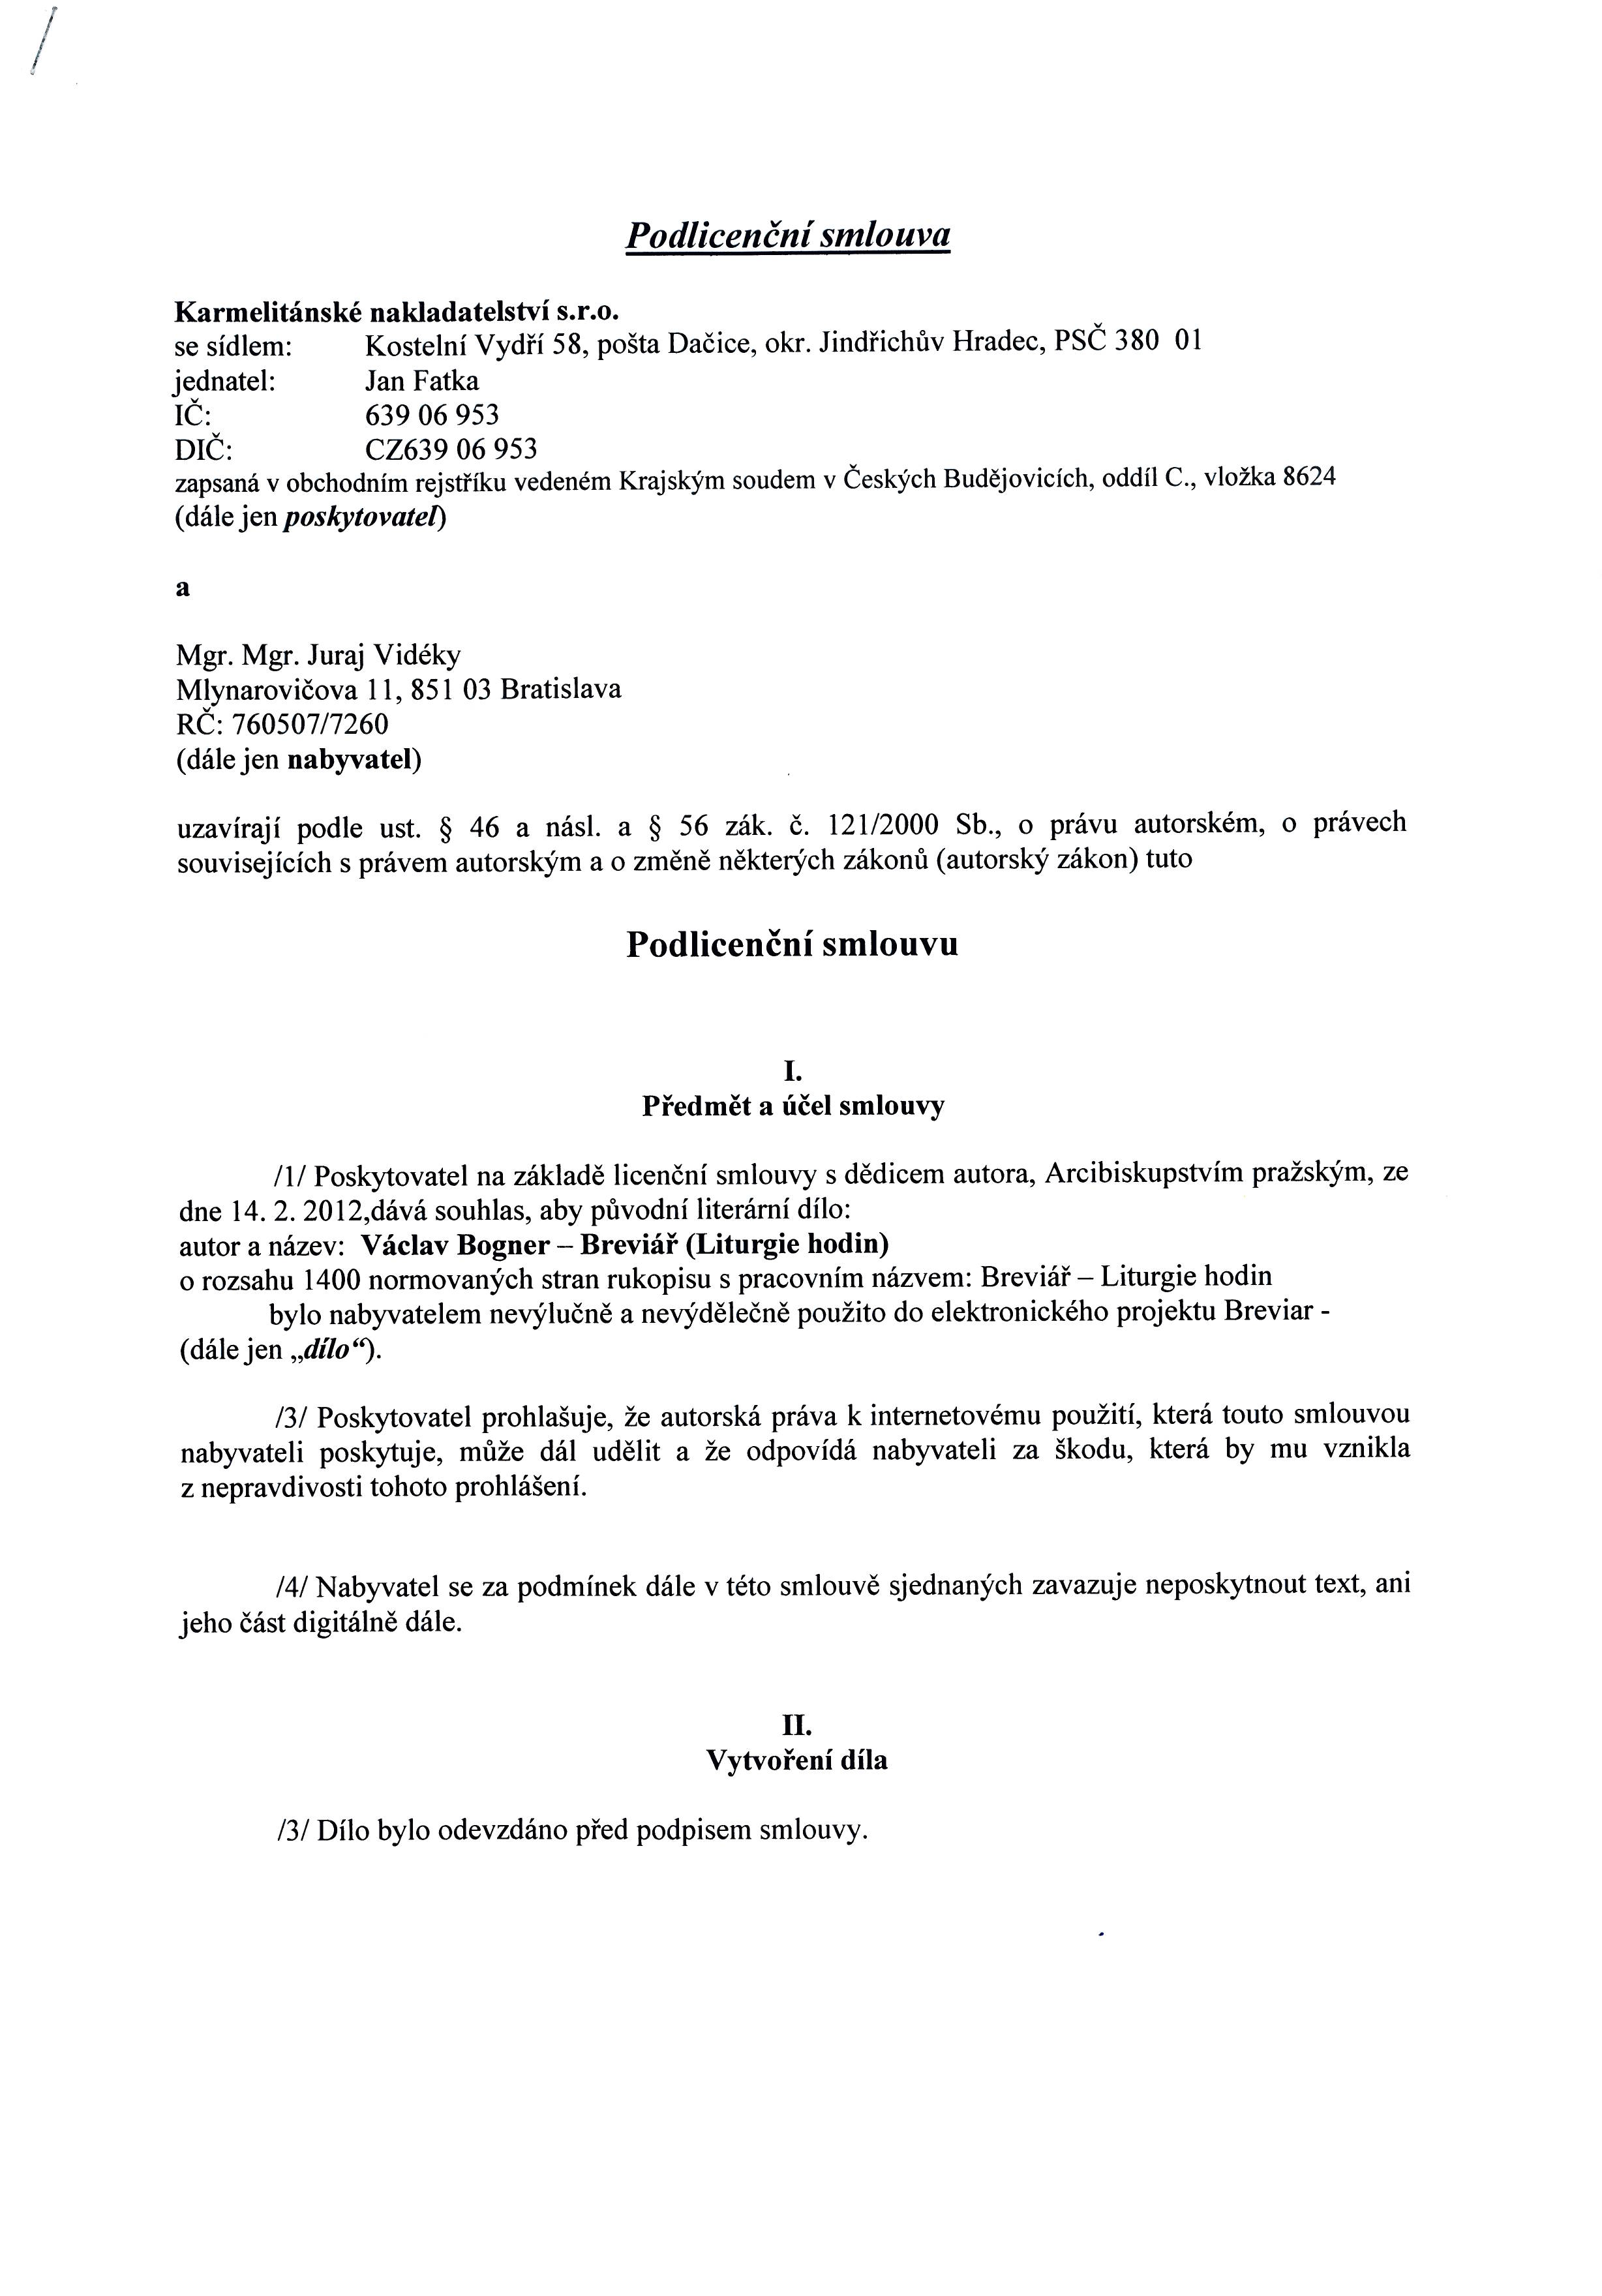 Podlicenční smlouva
Karmelitánské nakladatelství s.r.o.
se sídlem: Kostelní Vydří 58, pošta Dačice, okr. Jindřichův Hradec, PSČ 380 01
jednatel: Jan Fatka
IČ: 639 06 953
DIČ: CZ639 06 953
zapsaná v obchodním rejstříku vedeném Krajským soudem v Českých Budějovicích, oddíl C., vložka 8624
(dále jen poskytovatel)
a
Mgr. Mgr. Juraj Vidéky
Mlynarovičova 11, 851 03 Bratislava
RČ: 760507/7260
(dále jen nabyvatel)
uzavírají podle ust. § 46 a násl. a § 56 zák. č. 121/2000 Sb., o právu autorském, o právech
souvisejících s právem autorským a o změně některých zákonů (autorský zákon) tuto
Podlicenční smlouvu
I.
Předmět a účel smlouvy
/1/ Poskytovatel na základě licenční smlouvy s dědicem autora, Arcibiskupstvím pražským, ze
dne 14. 2. 2012,dává souhlas, aby původní literární dílo:
autor a název: Václav Bogner – Breviář (Liturgie hodin)
o rozsahu 1400 normovaných stran rukopisu s pracovním názvem: Breviář – Liturgie hodin
bylo nabyvatelem nevýlučně a nevýdělečně použito do elektronického projektu Breviar -
(dále jen „dílo“).
/3/ Poskytovatel prohlašuje, že autorská práva k internetovému použití, která touto smlouvou
nabyvateli poskytuje, může dál udělit a že odpovídá nabyvateli za škodu, která by mu vznikla
z nepravdivosti tohoto prohlášení.
/4/ Nabyvatel se za podmínek dále v této smlouvě sjednaných zavazuje neposkytnout text, ani
jeho část digitálně dále.
II.
Vytvoření díla
/3/ Dílo bylo odevzdáno před podpisem smlouvy.